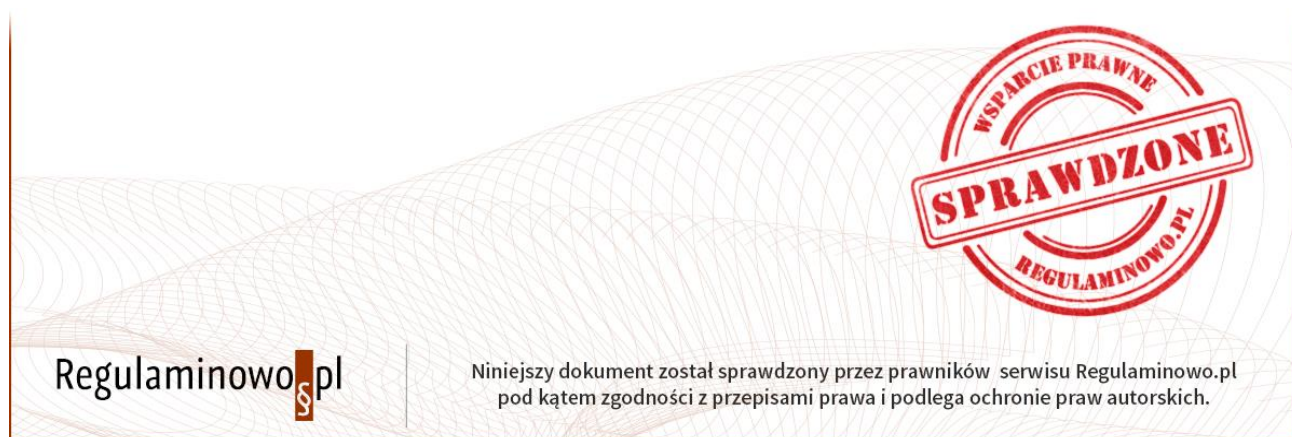 WSPARCIE PRAWNE
SPRAWDZONE
REGULAMINOWO.PL
Regulaminowo§pl
Niniejszy dokument został sprawdzony przez prawników serwisu Regulaminowo.pl
pod kątem zgodności z przepisami prawa i podlega ochronie praw autorskich.